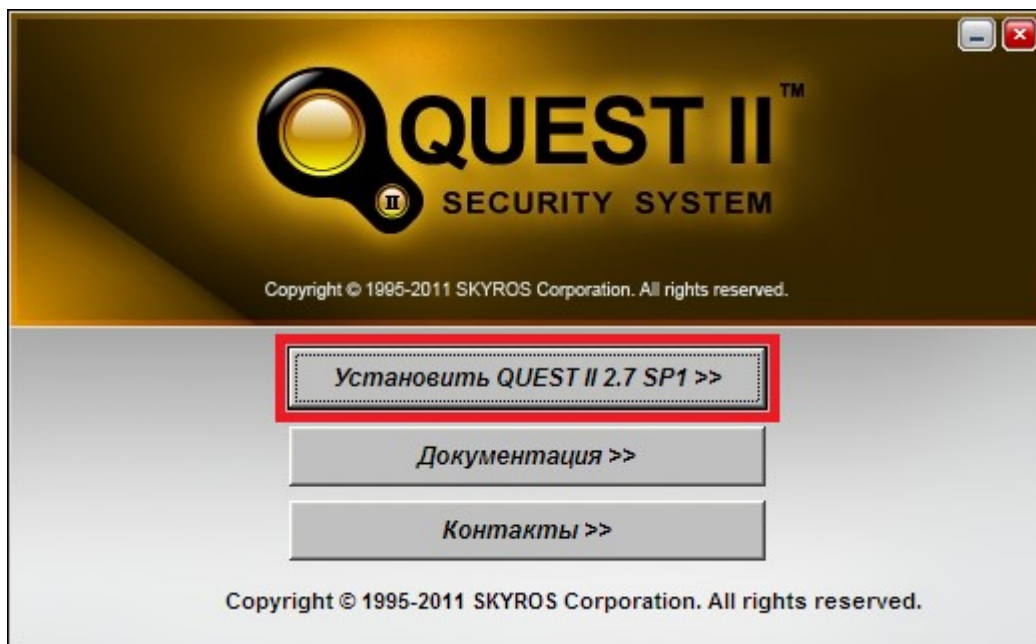 QUEST II™
II
SECURITY SYSTEM
Copyright © 1995-2011 SKYROS Corporation. All rights reserved.
Установить QUEST II 2.7 SP1 >>
Документация >>
Контакты >>
Copyright © 1995-2011 SKYROS Corporation. All rights reserved.